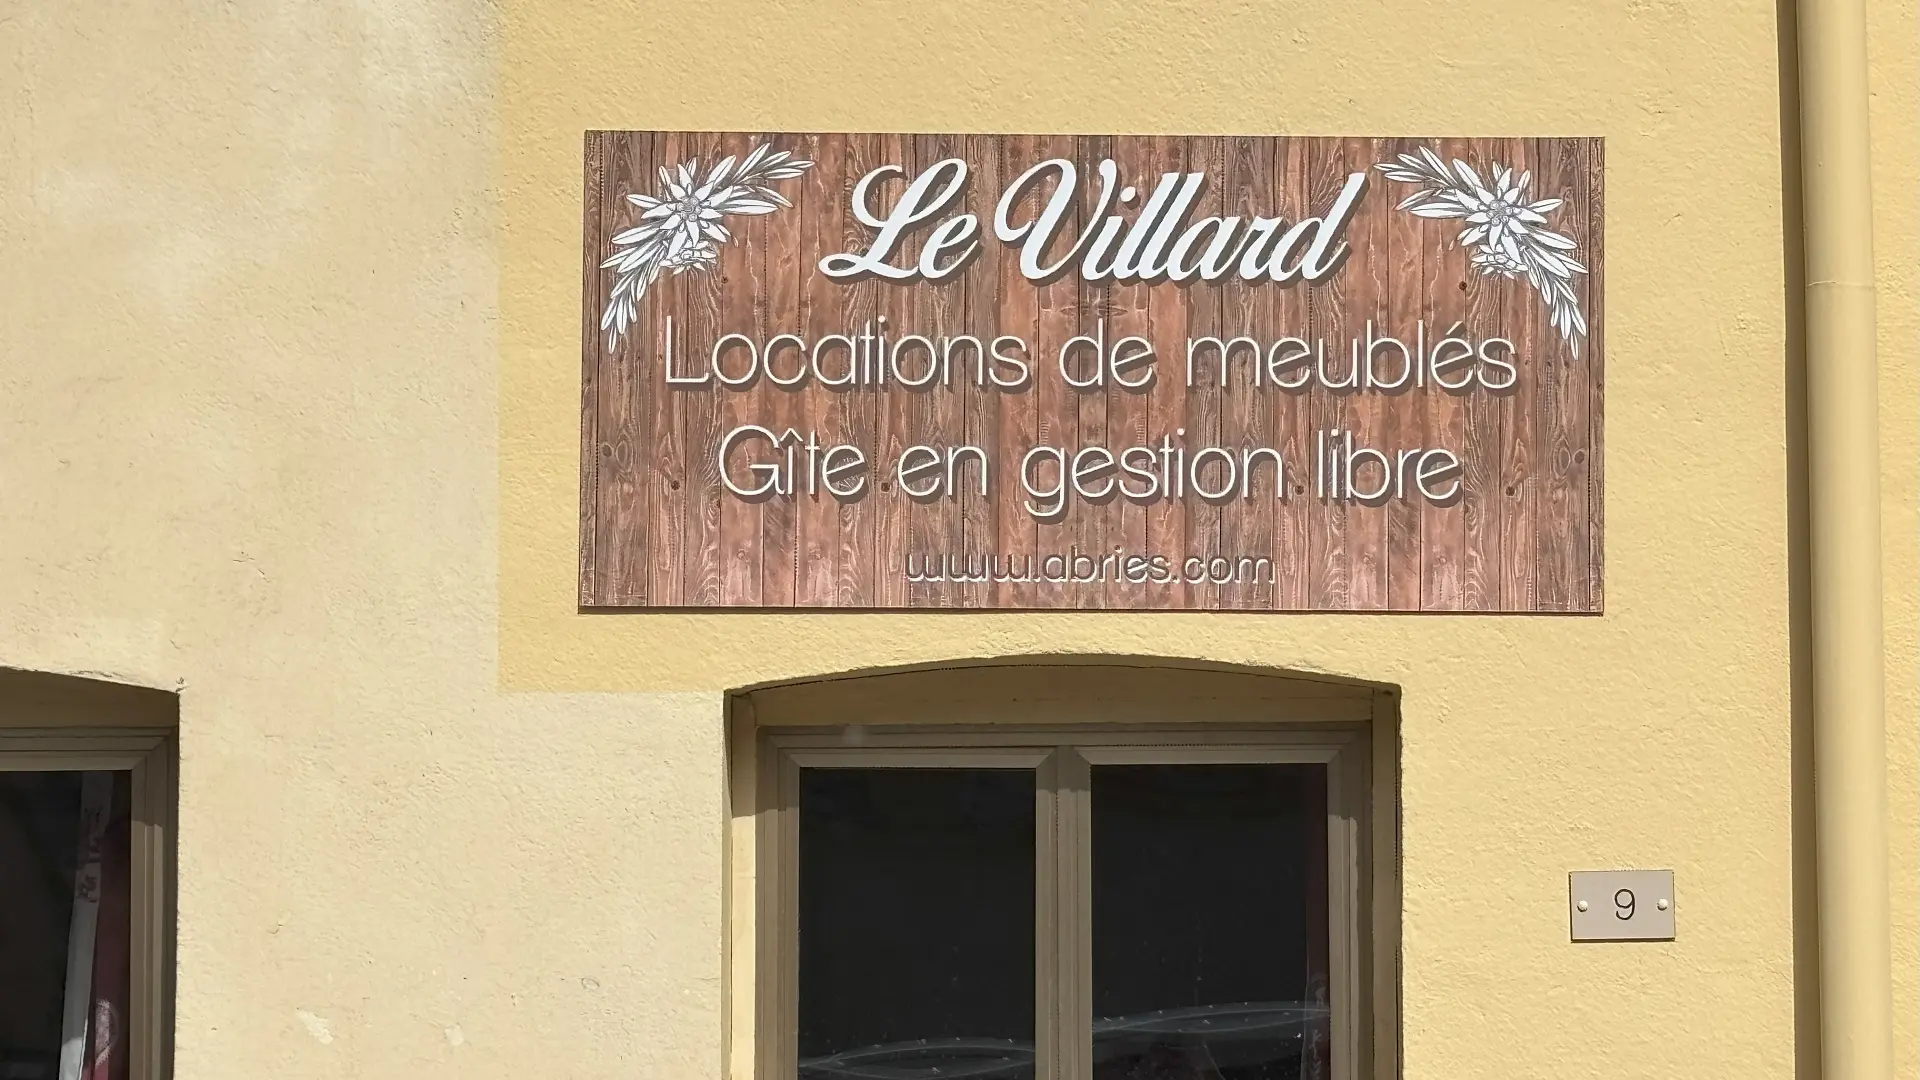 Le Villard
Locations de meublés
Gîte en gestion libre
www.abries.com
9